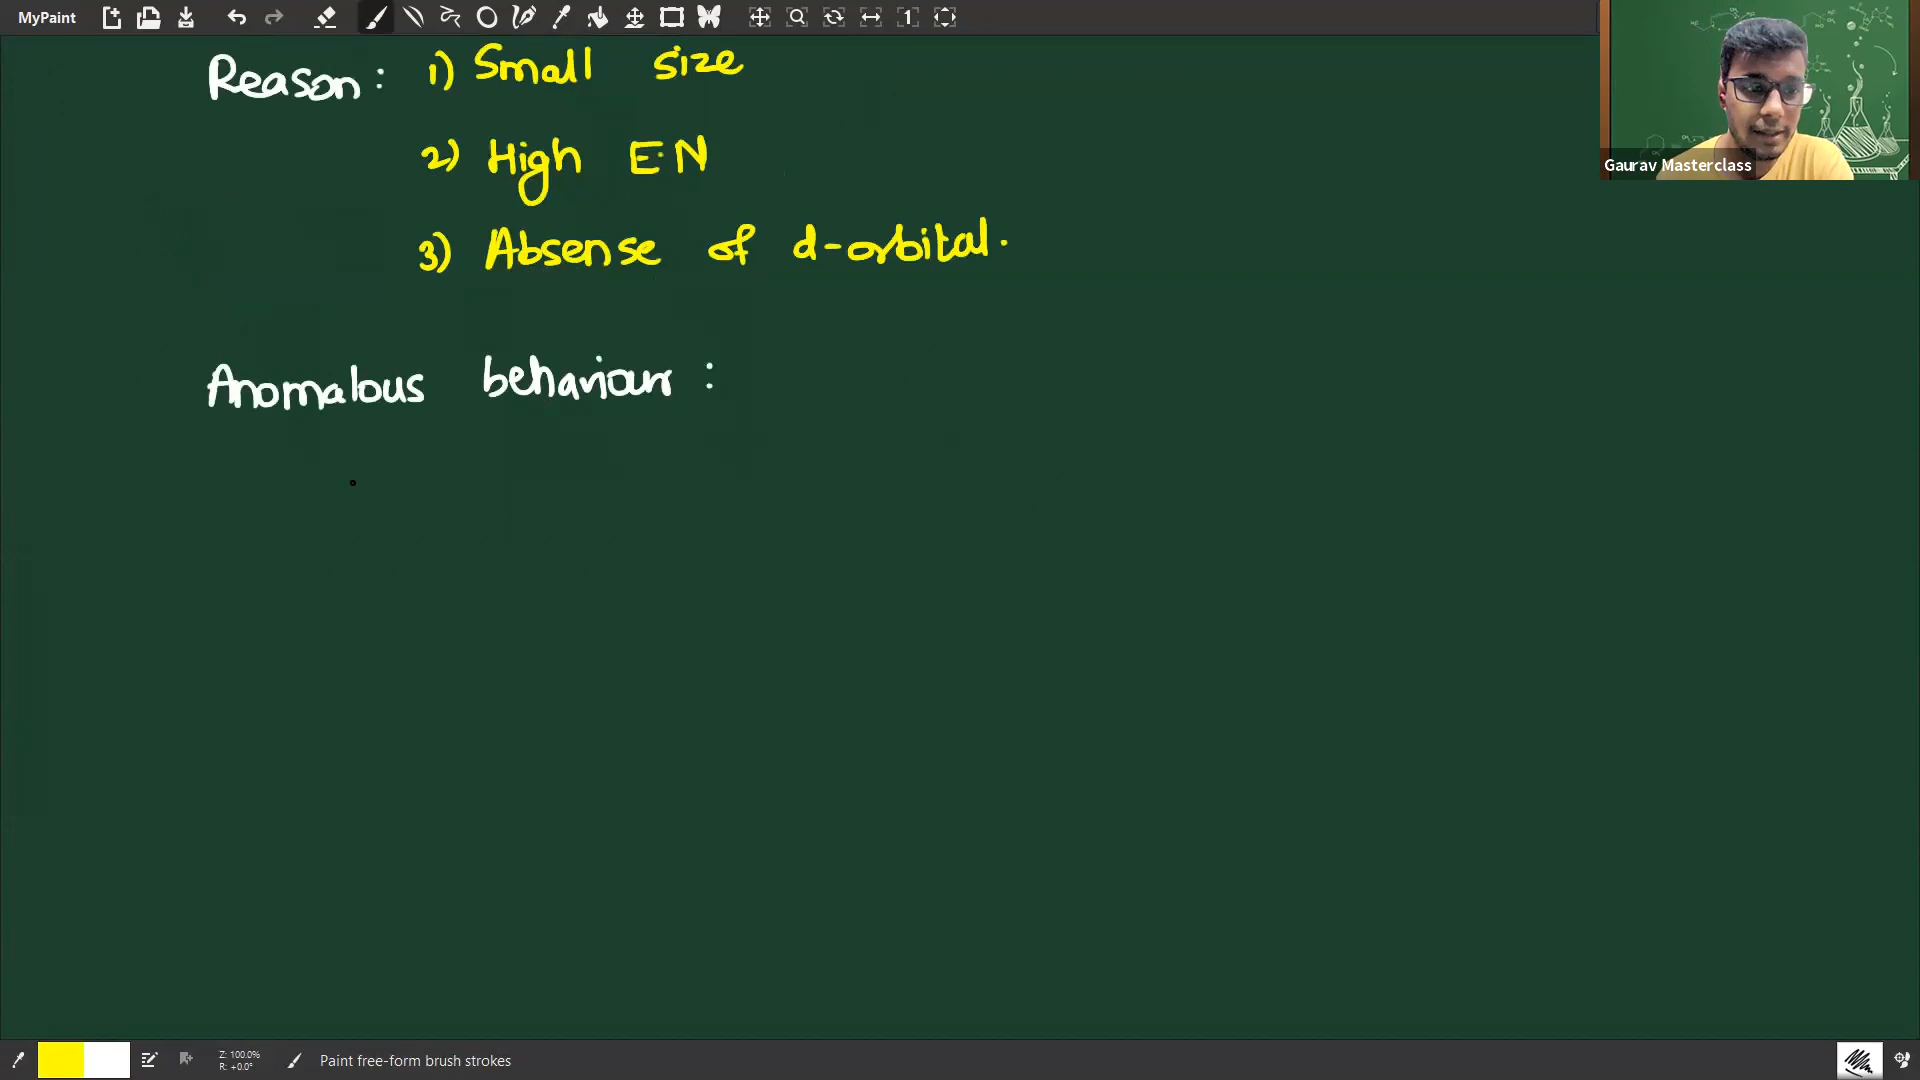 MyPaint
1
Reason : 1) Small size
2) High E.N
3) Absense of d-orbital.
Gaurav Masterclass
Anomalous behaviour :
Z: 100.0%
R: +0.0°
Paint free-form brush strokes